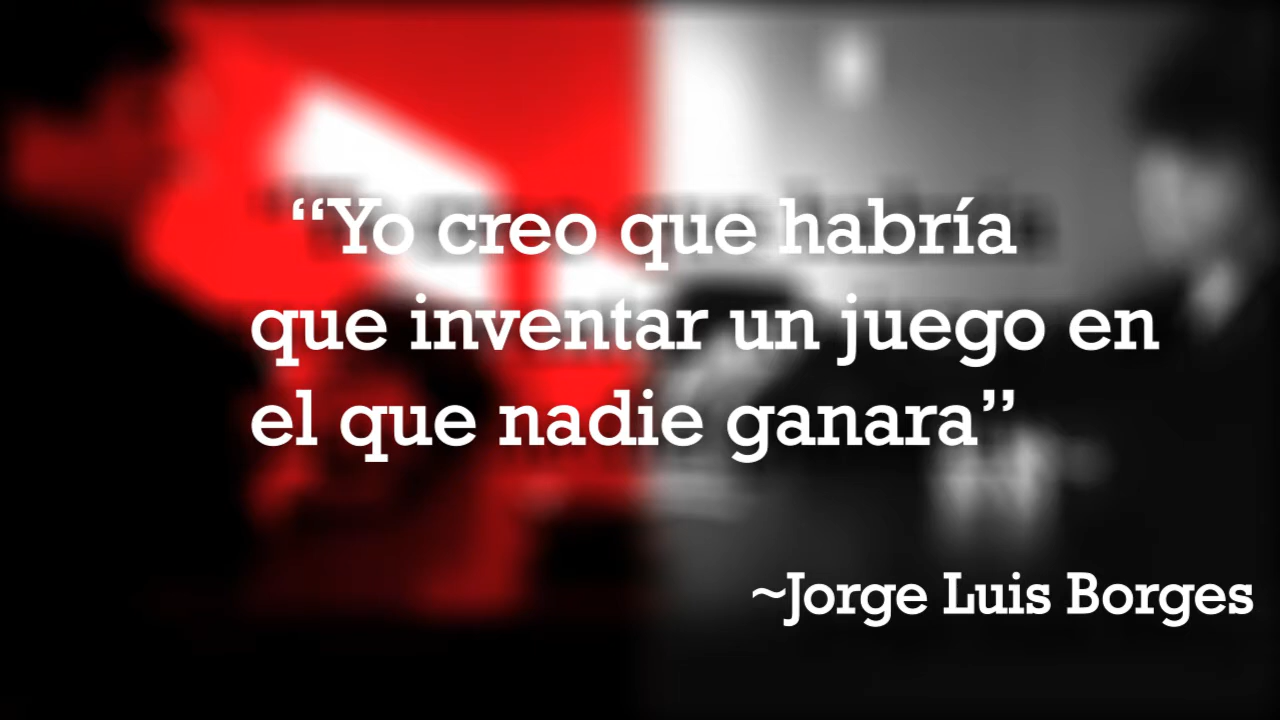 “Yo creo que habría
que inventar un juego en
el que nadie ganara”
~Jorge Luis Borges